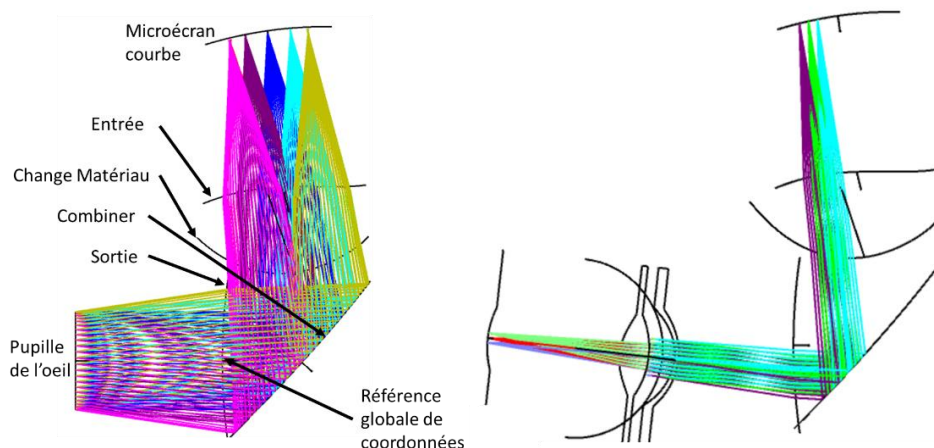 Microécran
courbe
Entrée
Change Matériau
Combiner
Sortie
Pupille
de l’oeil
Référence
globale de
coordonnées